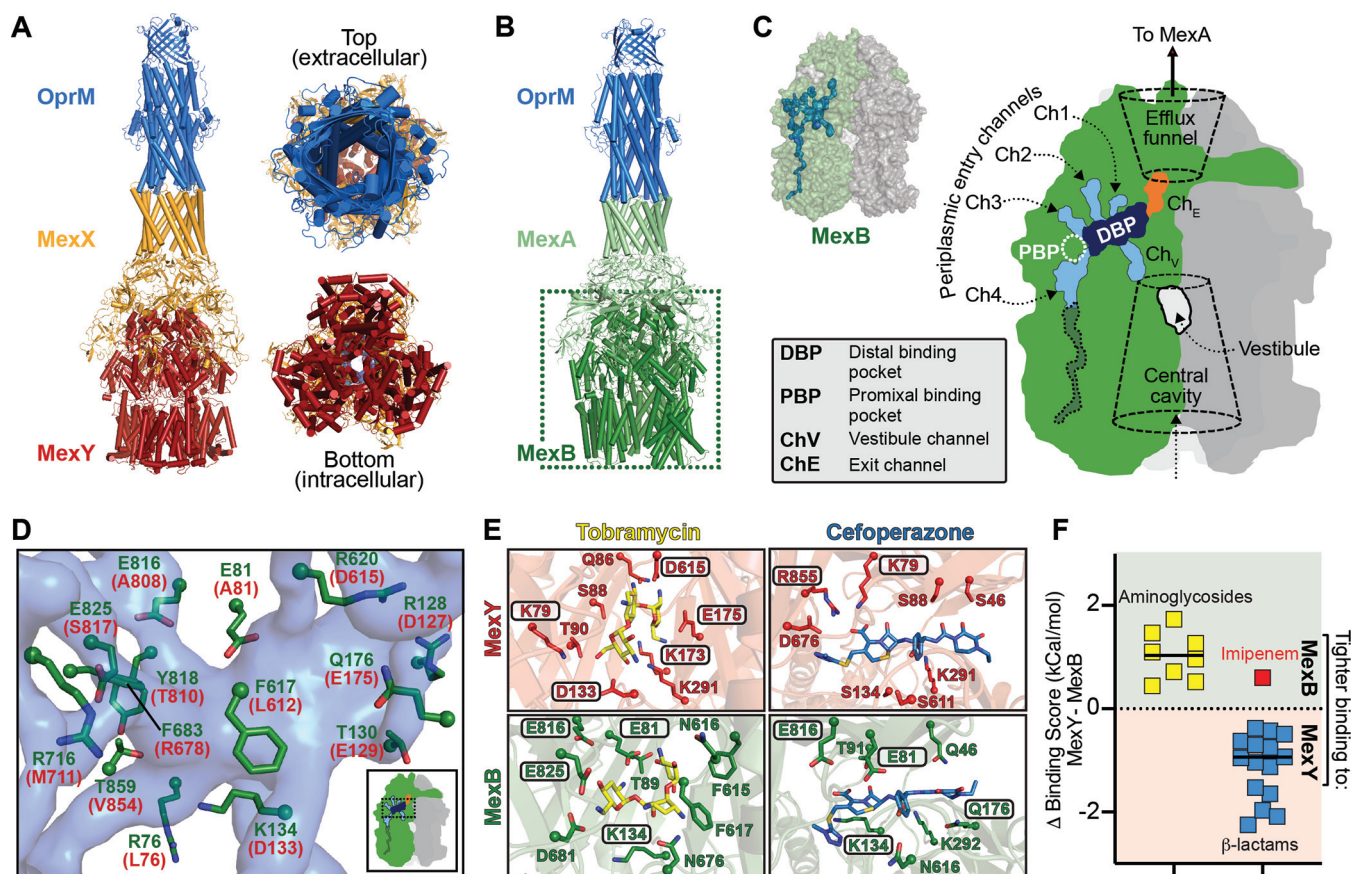 A
OprM
MexX
MexY
Top
(extracellular)
Bottom
(intracellular)
B
OprM
MexA
MexB
C
MexB
To MexA
Periplasmic entry channels
Ch1
Ch2
Ch3
Ch4
Efflux
funnel
ChE
DBP
PBP
ChV
Vestibule
Central
cavity
DBP Distal binding
pocket
PBP Promixal binding
pocket
ChV Vestibule channel
ChE Exit channel
D
E816
(A808)
E81
(A81)
R620
(D615)
E825
(S817)
R128
(D127)
Y818
(T810)
Q176
(E175)
F617
(L612)
F683
(R678)
T130
(E129)
R716
(M711)
T859
(V854)
R76
(L76)
K134
(D133)
E
Tobramycin
Cefoperazone
MexY
Q86
D615
S88
K79
E175
T90
K173
D133
K291
K79
R855
S88
S46
D676
S134
K291
S611
MexB
E816
E81
N616
E825
T89
F615
K134
F617
D681
N676
E816
T91
E81
Q46
Q176
K134
K292
N616
F
Δ Binding Score (kCal/mol)
MexY - MexB
2
0
-2
Aminoglycosides
Imipenem
β-lactams
MexB
MexY
Tighter binding to: